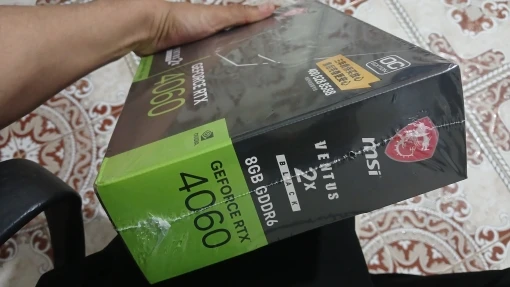 GEFORCE RTX
4060
OC
GEFORCE RTX
4060
8GB GDDR6
VENTUS
2X
BLACK
msi